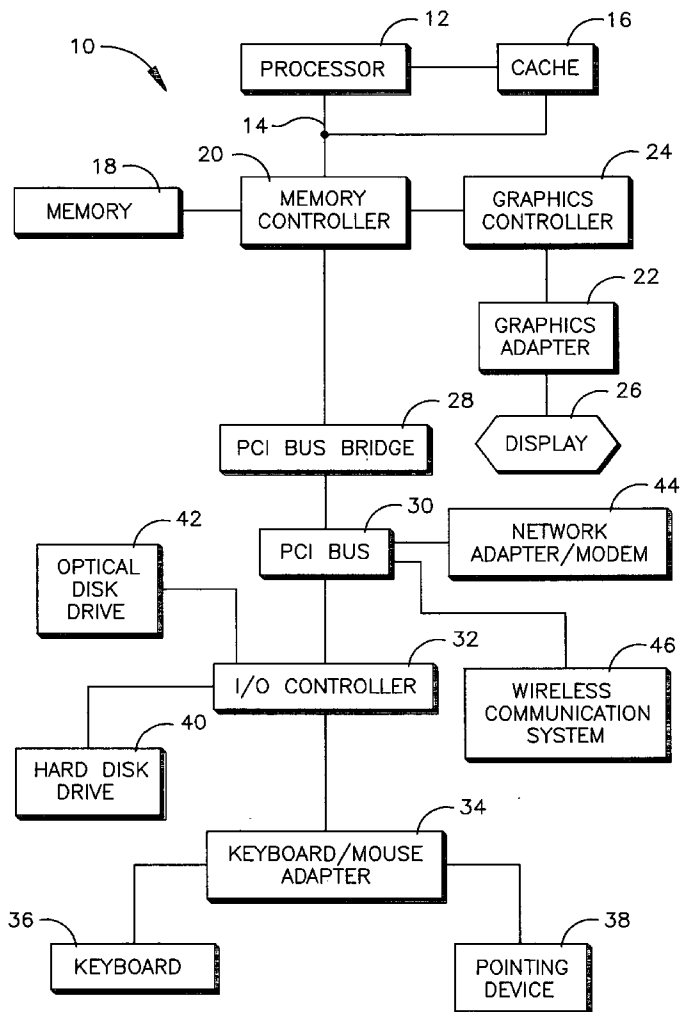 12
16
10
PROCESSOR
CACHE
14
18
20
24
MEMORY
MEMORY
CONTROLLER
GRAPHICS
CONTROLLER
22
GRAPHICS
ADAPTER
28
26
PCI BUS BRIDGE
DISPLAY
42
30
44
OPTICAL
DISK
DRIVE
PCI BUS
NETWORK
ADAPTER/MODEM
32
46
I/O CONTROLLER
WIRELESS
COMMUNICATION
SYSTEM
40
HARD DISK
DRIVE
34
KEYBOARD/MOUSE
ADAPTER
36
38
KEYBOARD
POINTING
DEVICE